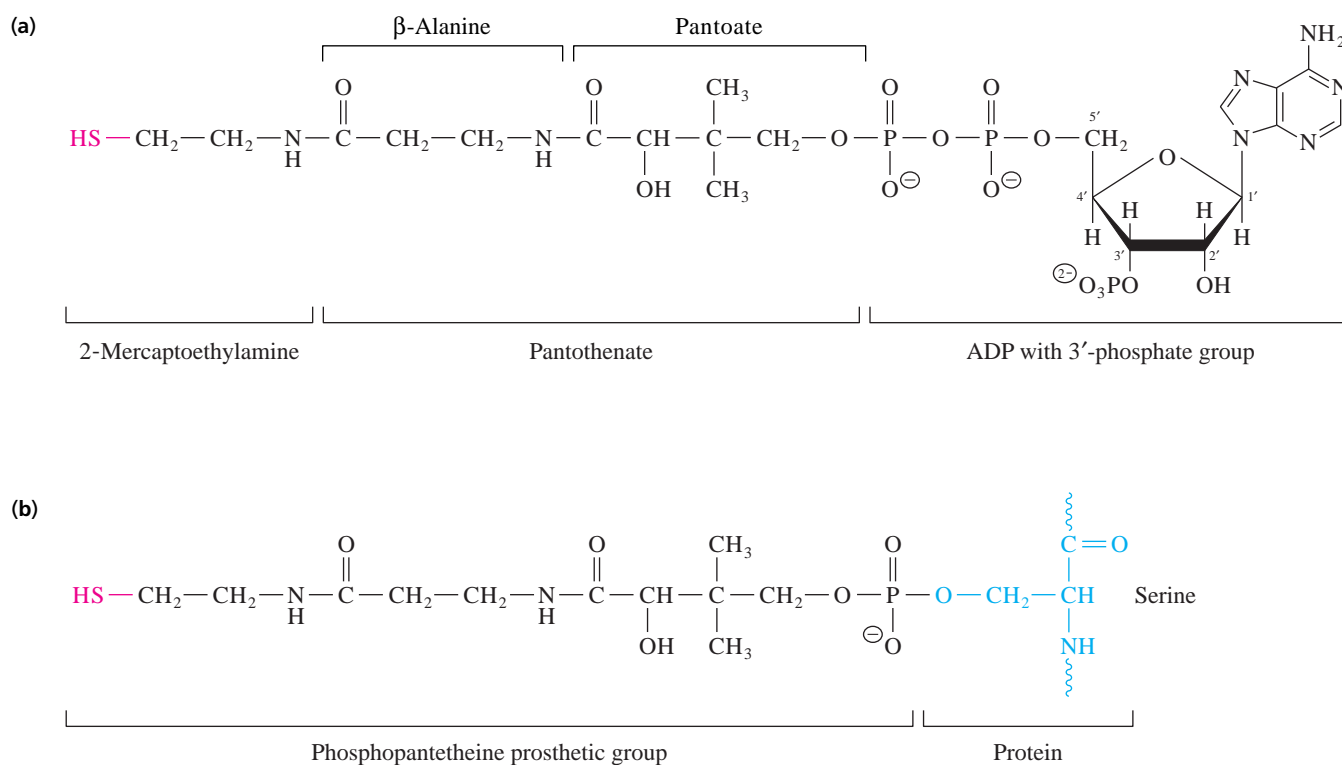 (a)
β-Alanine Pantoate
NH₂
O O CH₃ O O N N
HS—CH₂—CH₂—N—C—CH₂—CH₂—N—C—CH—C—CH₂—O—P—O—P—O—CH₂ 5′ N N
H H OH CH₃ O⊖ O⊖ O
4′ H H 1′
H 3′ 2′ H
(2−)O₃PO OH
2-Mercaptoethylamine Pantothenate ADP with 3′-phosphate group
(b)
O O CH₃ O C=O
HS—CH₂—CH₂—N—C—CH₂—CH₂—N—C—CH—C—CH₂—O—P—O—CH₂—CH Serine
H H OH CH₃ ⊖O NH
Phosphopantetheine prosthetic group Protein